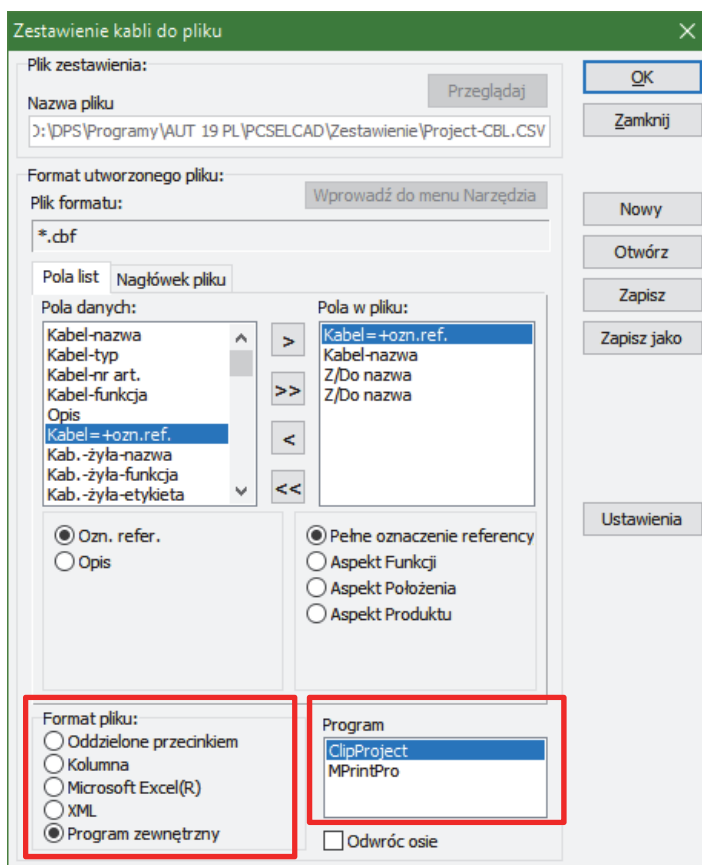 Zestawienie kabli do pliku
Plik zestawienia:
Przeglądaj
Nazwa pliku
D:\DPS\Programy\AUT 19 PL\PCSELCAD\Zestawienie\Project-CBL.CSV
OK
Zamknij
Format utworzonego pliku:
Plik formatu:
Wprowadź do menu Narzędzia
*.cbf
Nowy
Otwórz
Zapisz
Zapisz jako
Ustawienia
Pola list
Nagłówek pliku
Pola danych:
Kabel-nazwa
Kabel-typ
Kabel-nr art.
Kabel-funkcja
Opis
Kabel=+ozn.ref.
Kab.-żyła-nazwa
Kab.-żyła-funkcja
Kab.-żyła-etykieta
>
>>
<
<<
Pola w pliku:
Kabel=+ozn.ref.
Kabel-nazwa
Z/Do nazwa
Z/Do nazwa
Ozn. refer.
Opis
Pełne oznaczenie referency
Aspekt Funkcji
Aspekt Położenia
Aspekt Produktu
Format pliku:
Oddzielone przecinkiem
Kolumna
Microsoft Excel(R)
XML
Program zewnętrzny
Program
ClipProject
MPrintPro
Odwróc osie